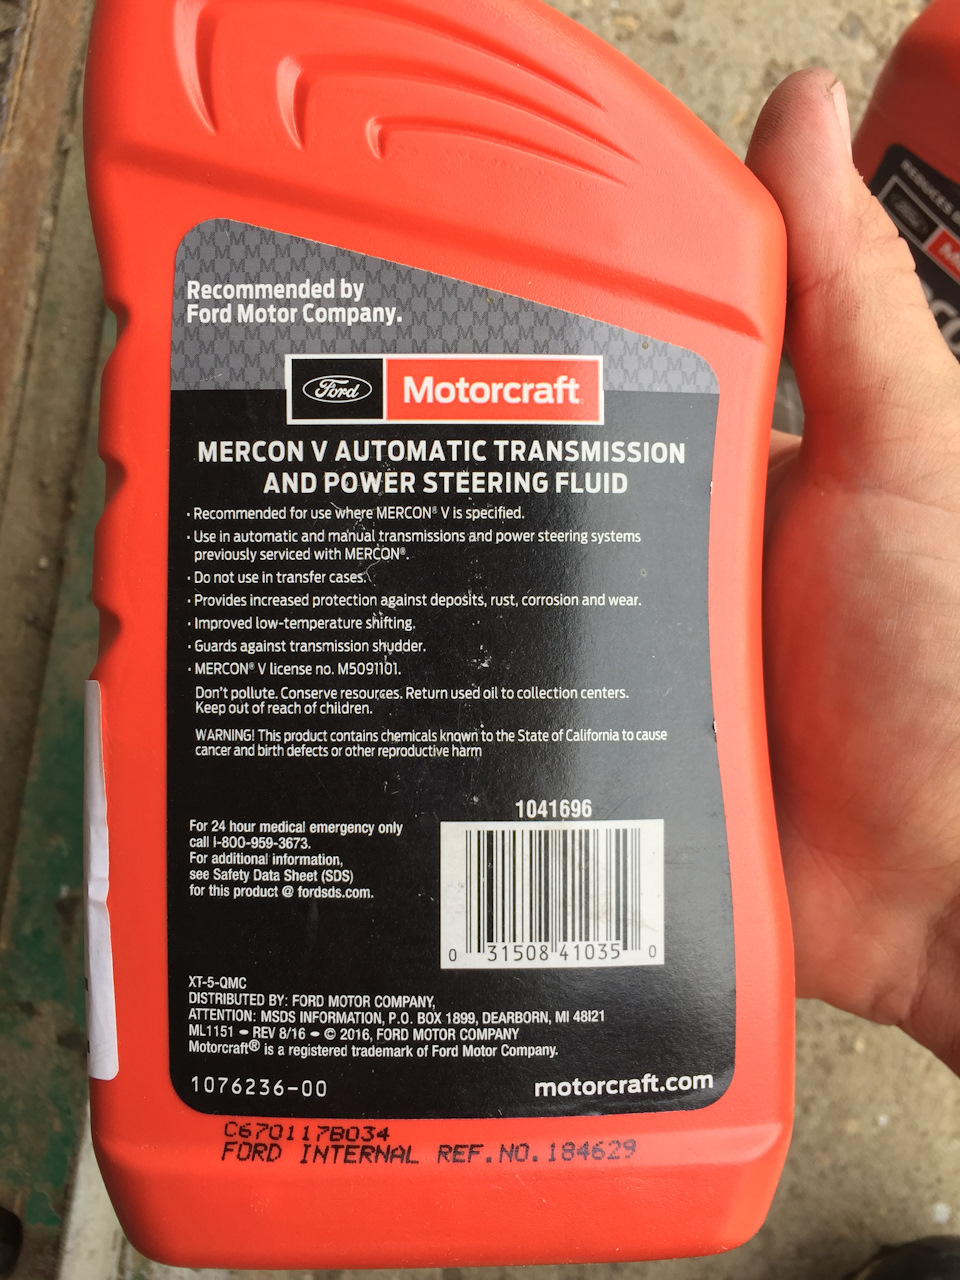 Recommended by
Ford Motor Company.
Ford Motorcraft
MERCON V AUTOMATIC TRANSMISSION
AND POWER STEERING FLUID
· Recommended for use where MERCON® V is specified.
· Use in automatic and manual transmissions and power steering systems
previously serviced with MERCON®.
· Do not use in transfer cases.
· Provides increased protection against deposits, rust, corrosion and wear.
· Improved low-temperature shifting.
· Guards against transmission shudder.
· MERCON® V license no. M5091101.
Don't pollute. Conserve resources. Return used oil to collection centers.
Keep out of reach of children.
WARNING! This product contains chemicals known to the State of California to cause
cancer and birth defects or other reproductive harm
1041696
For 24 hour medical emergency only
call 1-800-959-3673.
For additional information,
see Safety Data Sheet (SDS)
for this product @ fordsds.com.
0 31508 41035 0
XT-5-QMC
DISTRIBUTED BY: FORD MOTOR COMPANY,
ATTENTION: MSDS INFORMATION, P.O. BOX 1899, DEARBORN, MI 48121
ML1151 • REV 8/16 • © 2016, FORD MOTOR COMPANY
Motorcraft® is a registered trademark of Ford Motor Company.
1076236-00
motorcraft.com
C670117B034
FORD INTERNAL REF.NO.184629
REDUCES